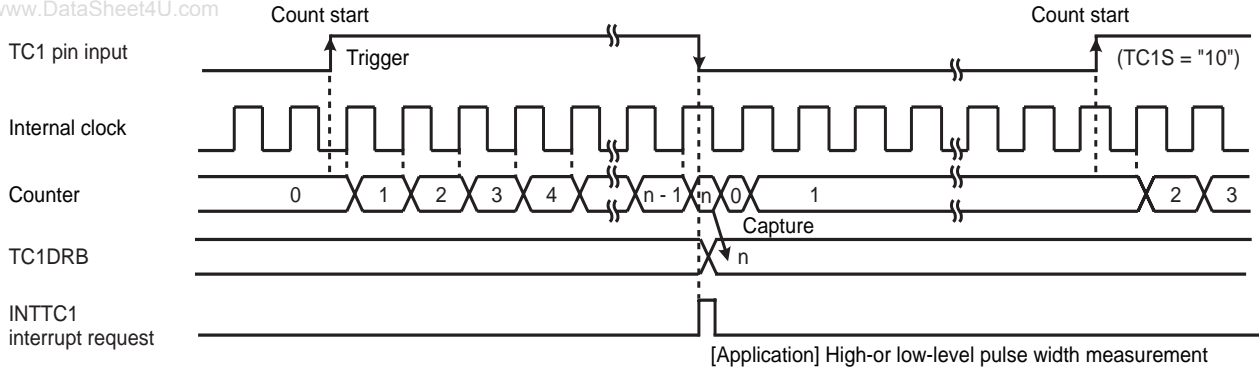 www.DataSheet4U.com
Count start
Count start
TC1 pin input
Trigger
(TC1S = "10")
Internal clock
Counter
0 1 2 3 4 n - 1 n 0 1 2 3
Capture
TC1DRB
n
INTTC1
interrupt request
[Application] High-or low-level pulse width measurement